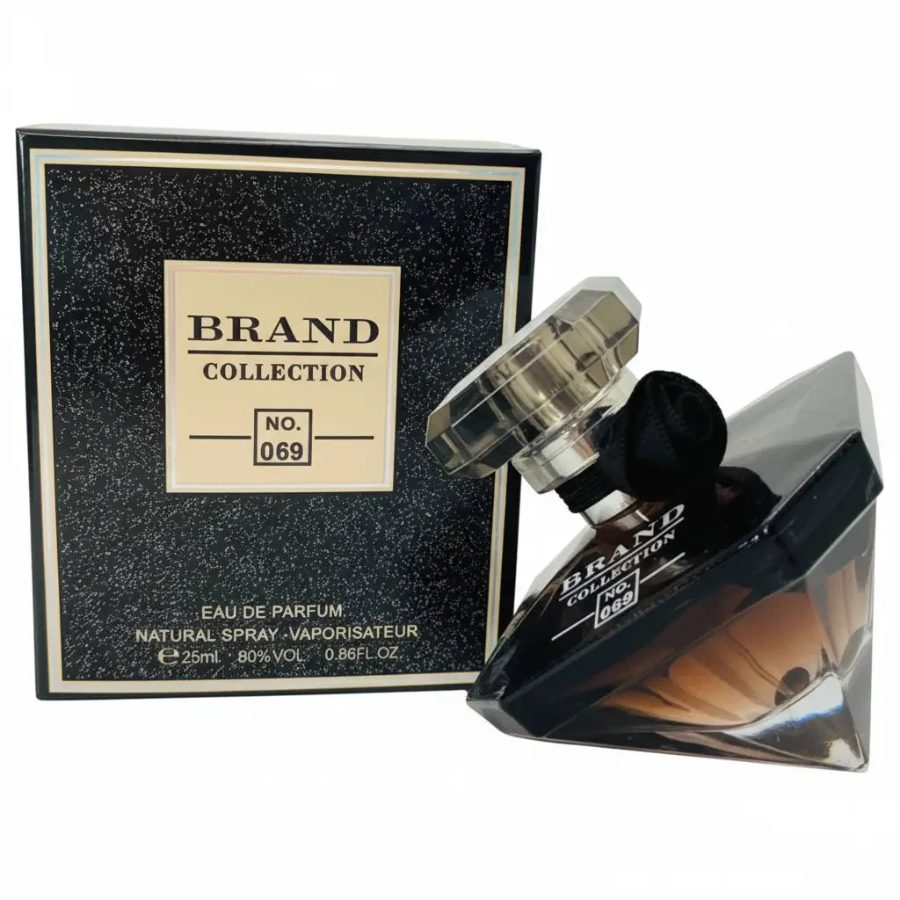 BRAND
COLLECTION
NO.
069
EAU DE PARFUM
NATURAL SPRAY - VAPORISATEUR
℮25ml. 80%VOL. 0.86FL.OZ.
BRAND
COLLECTION
NO.
069